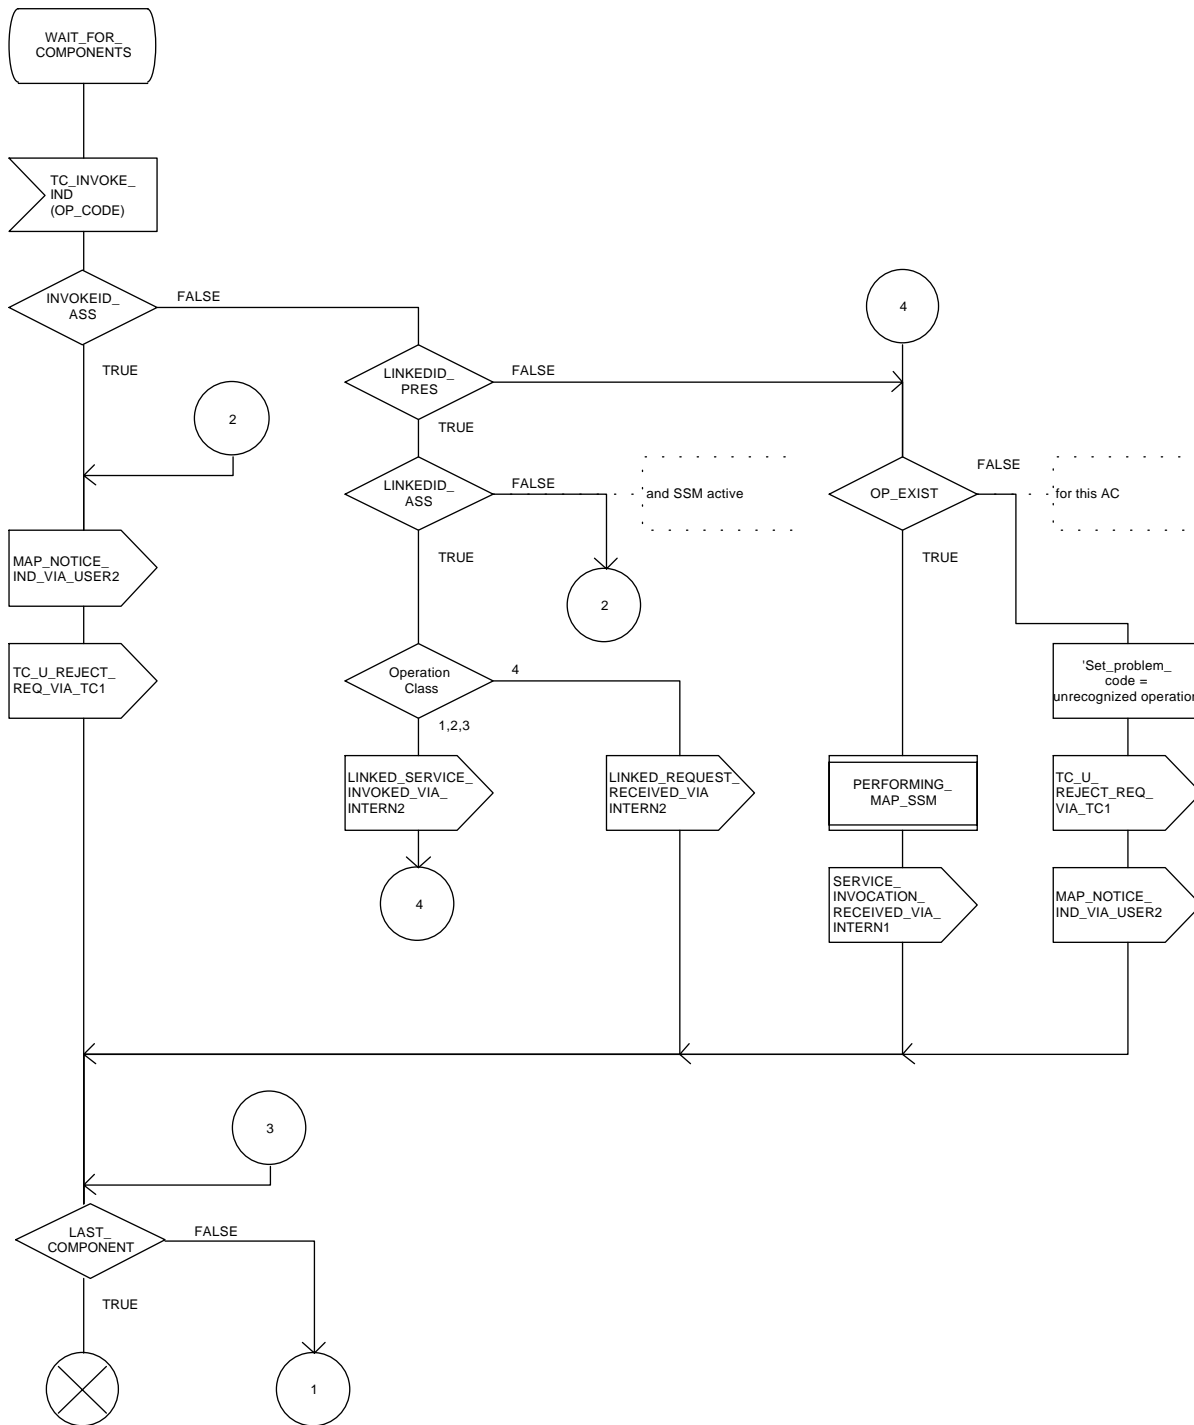 WAIT_FOR_
COMPONENTS
TC_INVOKE_
IND
(OP_CODE)
INVOKEID_
ASS
FALSE
TRUE
4
LINKEDID_
PRES
FALSE
TRUE
2
LINKEDID_
ASS
FALSE
and SSM active
TRUE
2
OP_EXIST
FALSE
for this AC
TRUE
MAP_NOTICE_
IND_VIA_USER2
TC_U_REJECT_
REQ_VIA_TC1
Operation
Class
4
1,2,3
'Set_problem_
code =
unrecognized operation
LINKED_SERVICE_
INVOKED_VIA_
INTERN2
LINKED_REQUEST_
RECEIVED_VIA
INTERN2
PERFORMING_
MAP_SSM
TC_U_
REJECT_REQ_
VIA_TC1
4
SERVICE_
INVOCATION_
RECEIVED_VIA_
INTERN1
MAP_NOTICE_
IND_VIA_USER2
3
LAST_
COMPONENT
FALSE
TRUE
1